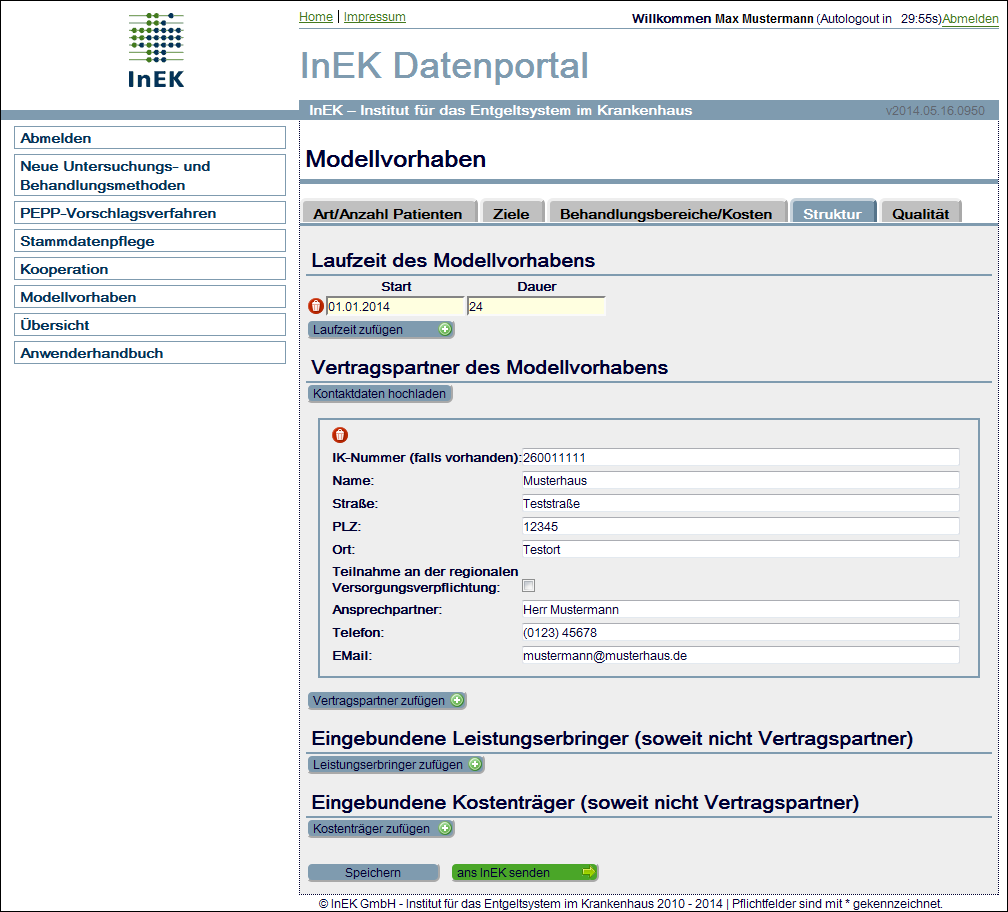 Home | Impressum
Willkommen Max Mustermann (Autologout in 29:55s)Abmelden
InEK
InEK Datenportal
InEK – Institut für das Entgeltsystem im Krankenhaus
v2014.05.16.0950
Abmelden
Neue Untersuchungs- und
Behandlungsmethoden
PEPP-Vorschlagsverfahren
Stammdatenpflege
Kooperation
Modellvorhaben
Übersicht
Anwenderhandbuch
Modellvorhaben
Art/Anzahl Patienten Ziele Behandlungsbereiche/Kosten Struktur Qualität
Laufzeit des Modellvorhabens
Start Dauer
01.01.2014 24
Laufzeit zufügen
Vertragspartner des Modellvorhabens
Kontaktdaten hochladen
IK-Nummer (falls vorhanden): 260011111
Name: Musterhaus
Straße: Teststraße
PLZ: 12345
Ort: Testort
Teilnahme an der regionalen
Versorgungsverpflichtung:
Ansprechpartner: Herr Mustermann
Telefon: (0123) 45678
EMail: mustermann@musterhaus.de
Vertragspartner zufügen
Eingebundene Leistungserbringer (soweit nicht Vertragspartner)
Leistungserbringer zufügen
Eingebundene Kostenträger (soweit nicht Vertragspartner)
Kostenträger zufügen
Speichern ans InEK senden
© InEK GmbH - Institut für das Entgeltsystem im Krankenhaus 2010 - 2014 | Pflichtfelder sind mit * gekennzeichnet.